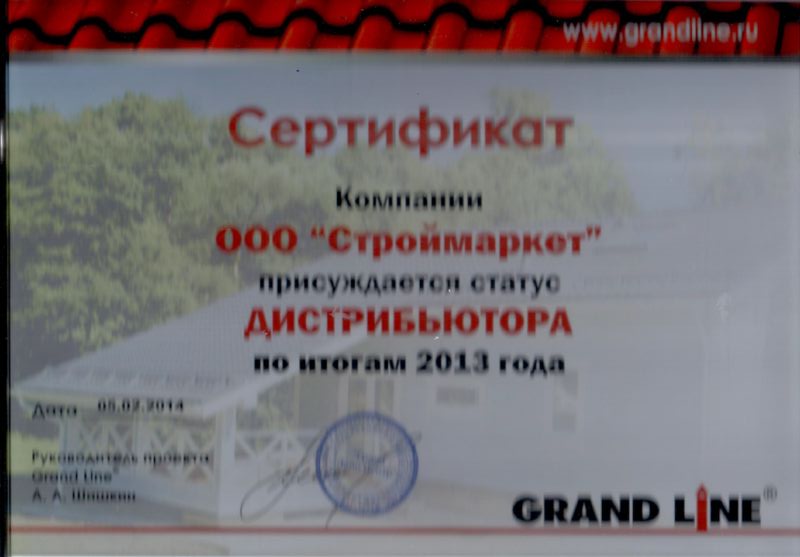 www.grandline.ru
Сертификат
Компании
ООО "Строймаркет"
присуждается статус
ДИСТРИБЬЮТОРА
по итогам 2013 года
Дата 05.02.2014
Руководитель проекта
Grand Line®
А. А. Шашкин
GRAND LINE®